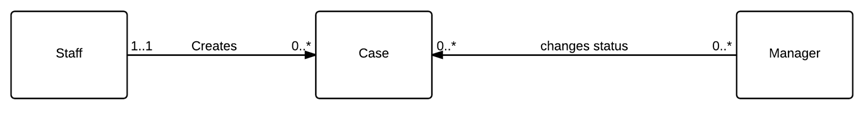 1..1 Creates 0..* 0..* changes status 0..*
Staff Case Manager